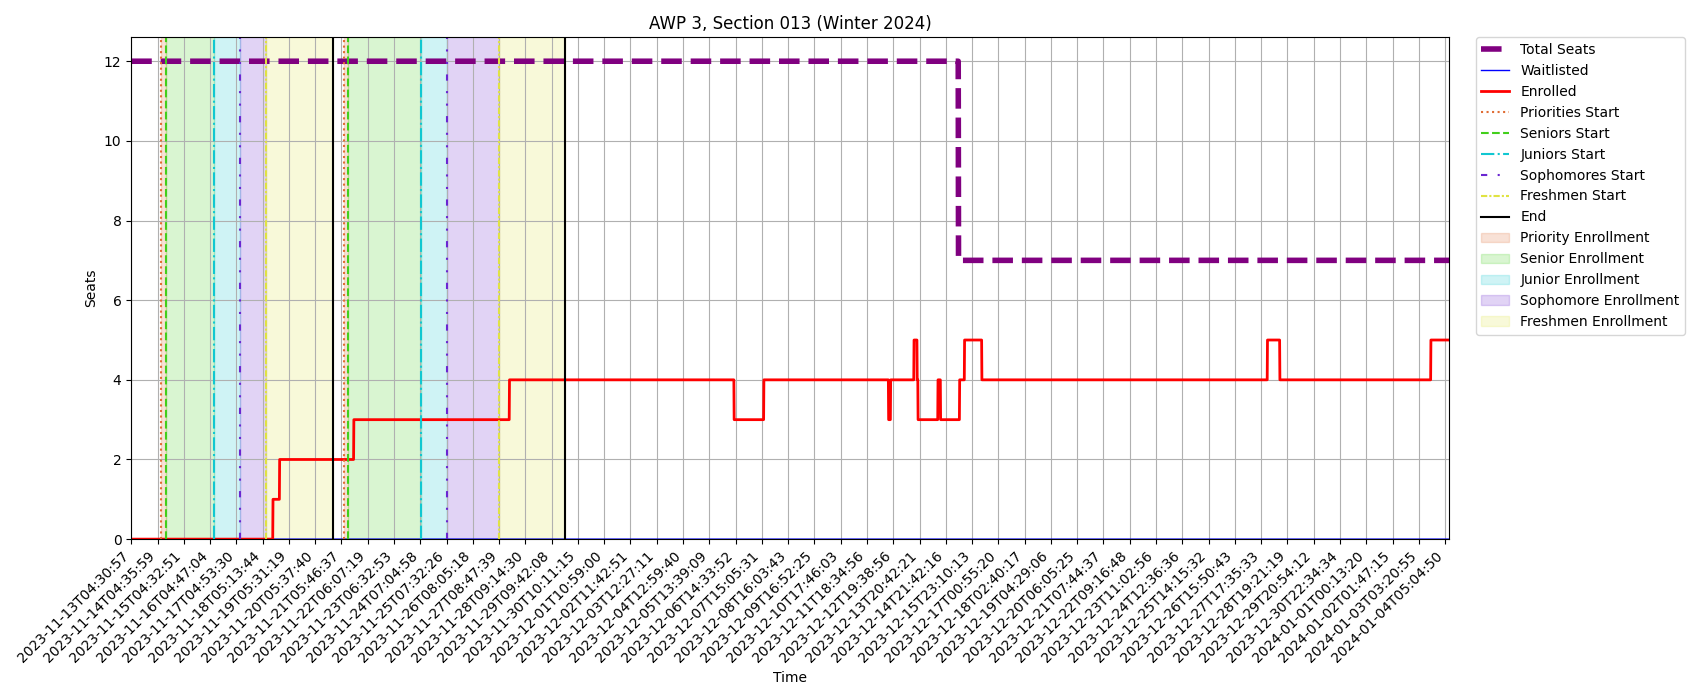 AWP 3, Section 013 (Winter 2024)
Seats
12
10
8
6
4
2
0
2023-11-13T04:30:57
2023-11-14T04:35:59
2023-11-15T04:32:51
2023-11-16T04:47:04
2023-11-17T04:53:30
2023-11-18T05:13:44
2023-11-19T05:31:19
2023-11-20T05:37:40
2023-11-21T05:46:37
2023-11-22T06:07:19
2023-11-23T06:32:53
2023-11-24T07:04:58
2023-11-25T07:32:26
2023-11-26T08:05:18
2023-11-27T08:47:39
2023-11-28T09:14:30
2023-11-29T09:42:08
2023-11-30T10:11:15
2023-12-01T10:59:00
2023-12-02T11:42:51
2023-12-03T12:27:11
2023-12-04T12:59:40
2023-12-05T13:39:09
2023-12-06T14:33:52
2023-12-07T15:05:31
2023-12-08T16:03:43
2023-12-09T16:52:25
2023-12-10T17:46:03
2023-12-11T18:34:56
2023-12-12T19:38:56
2023-12-13T20:42:21
2023-12-14T21:42:16
2023-12-15T23:10:13
2023-12-17T00:55:20
2023-12-18T02:40:17
2023-12-19T04:29:06
2023-12-20T06:05:25
2023-12-21T07:44:37
2023-12-22T09:16:48
2023-12-23T11:02:56
2023-12-24T12:36:36
2023-12-25T14:15:32
2023-12-26T15:50:43
2023-12-27T17:35:33
2023-12-28T19:21:19
2023-12-29T20:54:12
2023-12-30T22:34:34
2024-01-01T00:13:20
2024-01-02T01:47:15
2024-01-03T03:20:55
2024-01-04T05:04:50
Time
Total Seats
Waitlisted
Enrolled
Priorities Start
Seniors Start
Juniors Start
Sophomores Start
Freshmen Start
End
Priority Enrollment
Senior Enrollment
Junior Enrollment
Sophomore Enrollment
Freshmen Enrollment